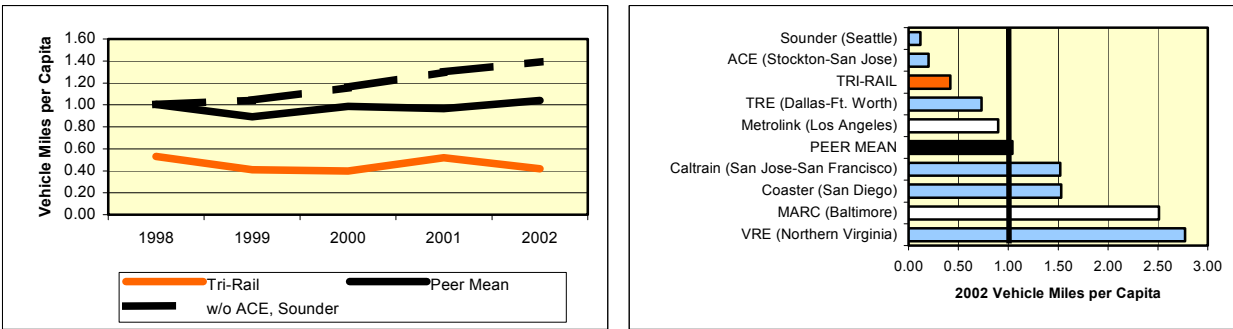 Vehicle Miles per Capita
1.60
1.40
1.20
1.00
0.80
0.60
0.40
0.20
0.00
1998 1999 2000 2001 2002
Tri-Rail Peer Mean
w/o ACE, Sounder
Sounder (Seattle)
ACE (Stockton-San Jose)
TRI-RAIL
TRE (Dallas-Ft. Worth)
Metrolink (Los Angeles)
PEER MEAN
Caltrain (San Jose-San Francisco)
Coaster (San Diego)
MARC (Baltimore)
VRE (Northern Virginia)
0.00 0.50 1.00 1.50 2.00 2.50 3.00
2002 Vehicle Miles per Capita